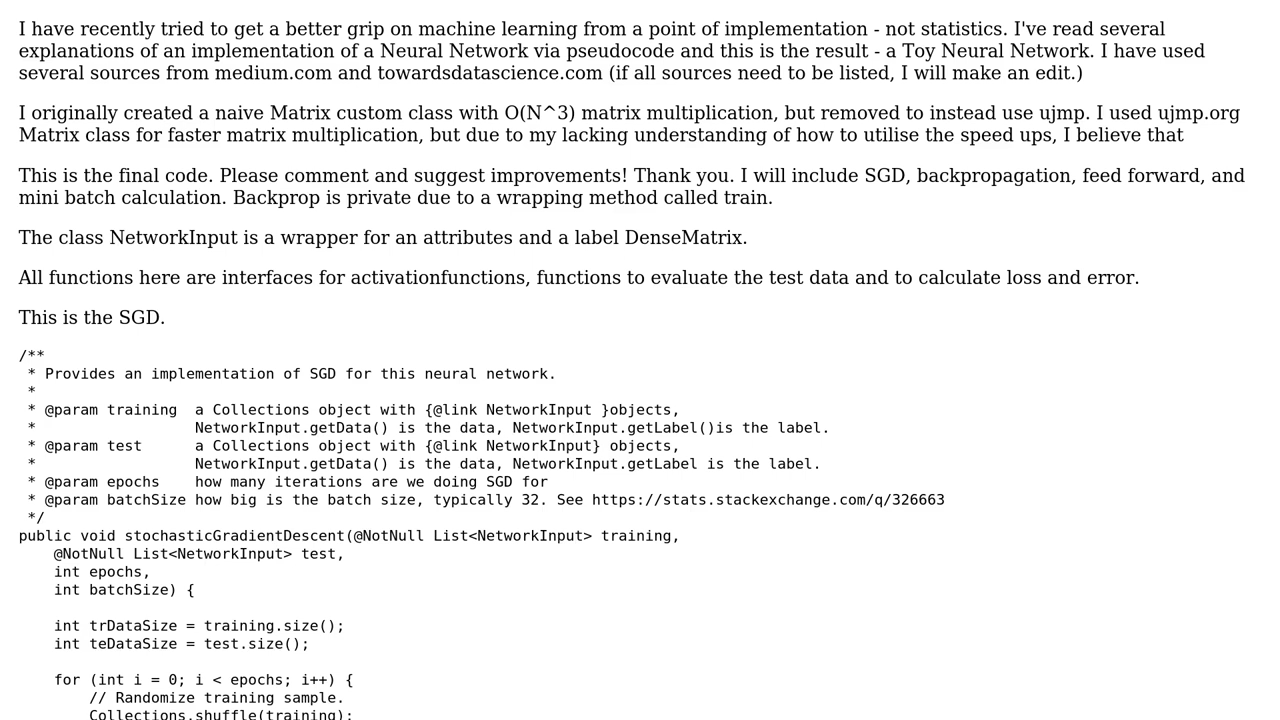 I have recently tried to get a better grip on machine learning from a point of implementation - not statistics. I've read several
explanations of an implementation of a Neural Network via pseudocode and this is the result - a Toy Neural Network. I have used
several sources from medium.com and towardsdatascience.com (if all sources need to be listed, I will make an edit.)
I originally created a naive Matrix custom class with O(N^3) matrix multiplication, but removed to instead use ujmp. I used ujmp.org
Matrix class for faster matrix multiplication, but due to my lacking understanding of how to utilise the speed ups, I believe that
This is the final code. Please comment and suggest improvements! Thank you. I will include SGD, backpropagation, feed forward, and
mini batch calculation. Backprop is private due to a wrapping method called train.
The class NetworkInput is a wrapper for an attributes and a label DenseMatrix.
All functions here are interfaces for activationfunctions, functions to evaluate the test data and to calculate loss and error.
This is the SGD.
/**
 * Provides an implementation of SGD for this neural network.
 *
 * @param training  a Collections object with {@link NetworkInput }objects,
 *                  NetworkInput.getData() is the data, NetworkInput.getLabel()is the label.
 * @param test      a Collections object with {@link NetworkInput} objects,
 *                  NetworkInput.getData() is the data, NetworkInput.getLabel is the label.
 * @param epochs    how many iterations are we doing SGD for
 * @param batchSize how big is the batch size, typically 32. See https://stats.stackexchange.com/q/326663
 */
public void stochasticGradientDescent(@NotNull List<NetworkInput> training,
    @NotNull List<NetworkInput> test,
    int epochs,
    int batchSize) {
    int trDataSize = training.size();
    int teDataSize = test.size();
    for (int i = 0; i < epochs; i++) {
        // Randomize training sample.
        Collections.shuffle(training);